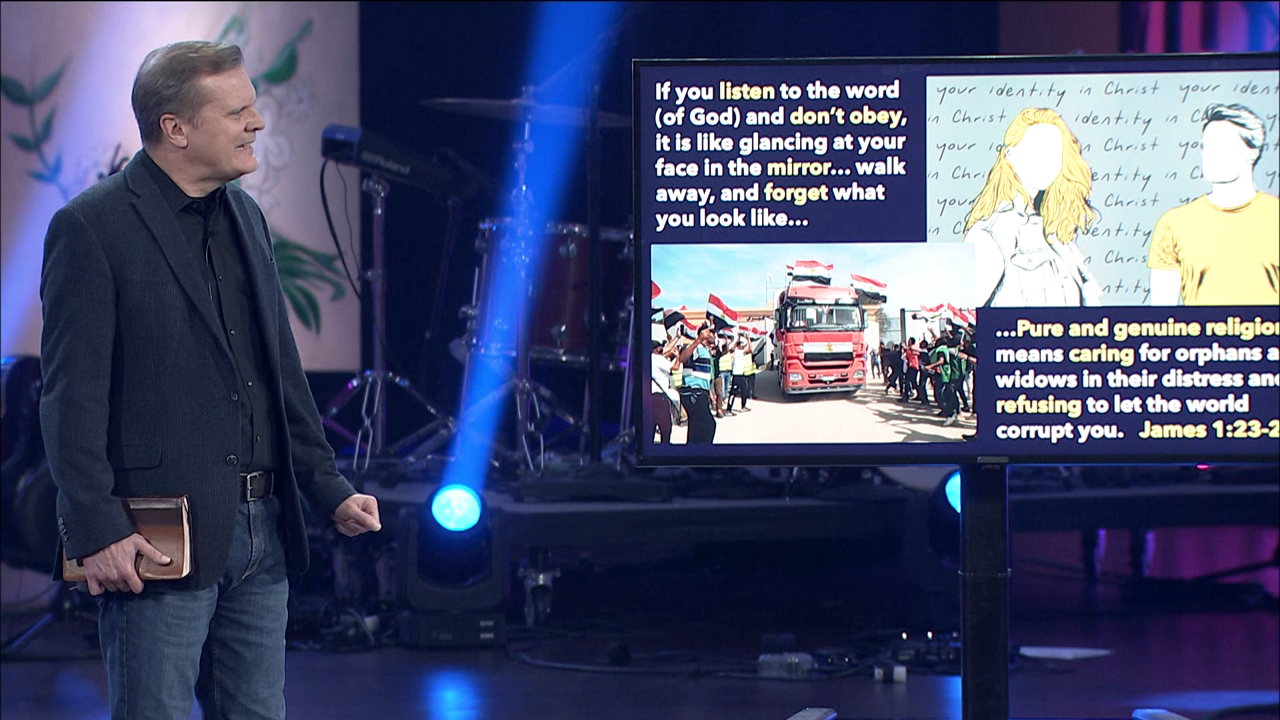 If you listen to the word
(of God) and don't obey,
it is like glancing at your
face in the mirror... walk
away, and forget what
you look like...
your identity in Christ your ident
in Christ identity in Christ
your
Christ
your
in Christ
...Pure and genuine religio
means caring for orphans a
widows in their distress and
refusing to let the world
corrupt you. James 1:23-2
Roland